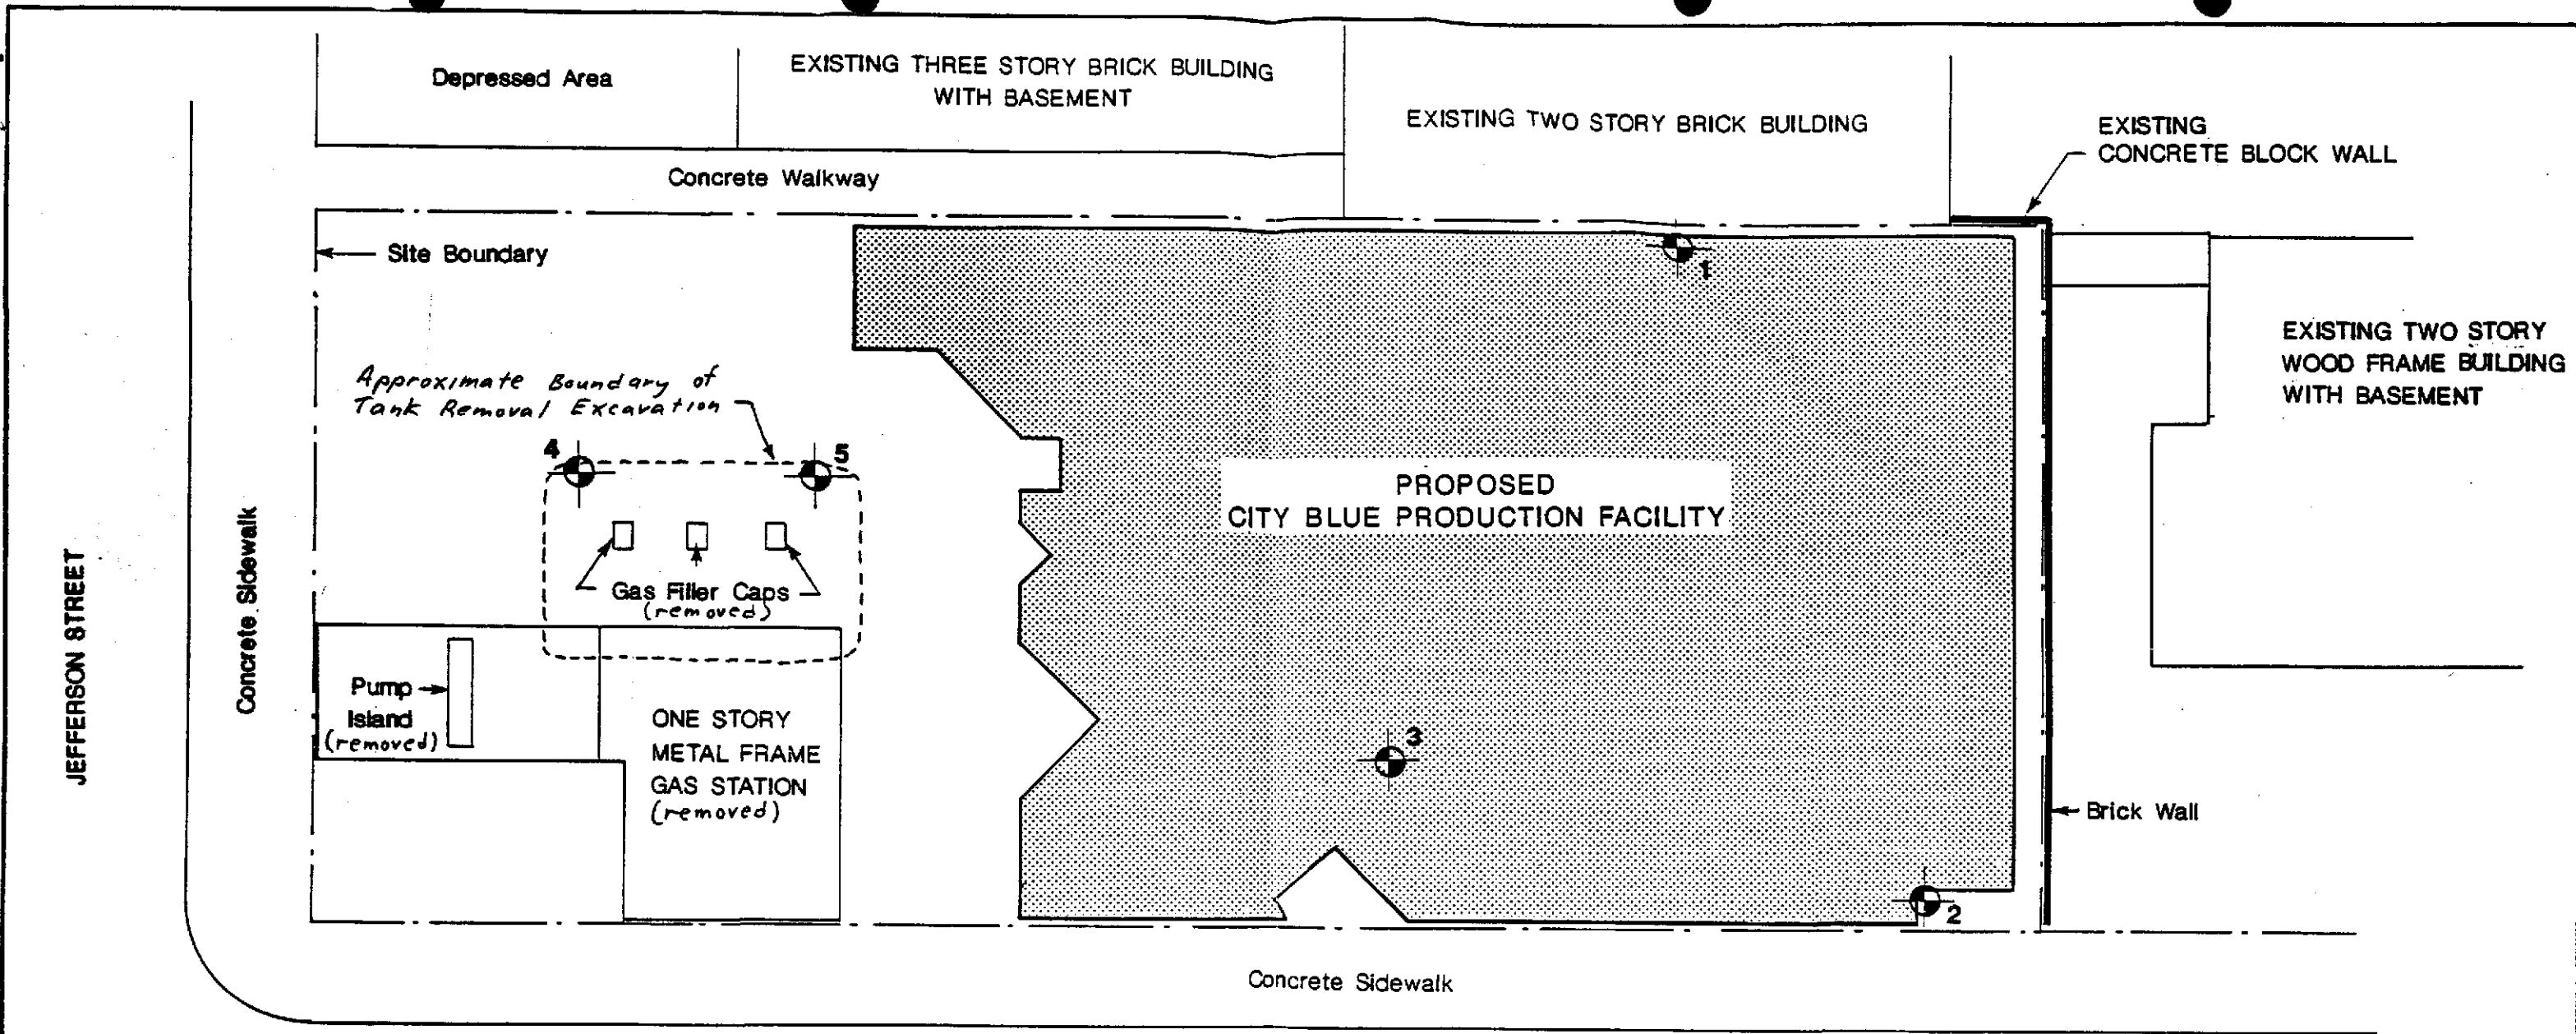 Depressed Area
EXISTING THREE STORY BRICK BUILDING
WITH BASEMENT
EXISTING TWO STORY BRICK BUILDING
EXISTING
CONCRETE BLOCK WALL
Concrete Walkway
Site Boundary
1
EXISTING TWO STORY
WOOD FRAME BUILDING
WITH BASEMENT
Approximate Boundary of
Tank Removal Excavation
4
5
PROPOSED
CITY BLUE PRODUCTION FACILITY
Gas Filler Caps
(removed)
JEFFERSON STREET
Concrete Sidewalk
Pump
Island
(removed)
ONE STORY
METAL FRAME
GAS STATION
(removed)
3
Brick Wall
2
Concrete Sidewalk